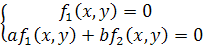 f₁(x,y) = 0
af₁(x,y) + bf₂(x,y) = 0